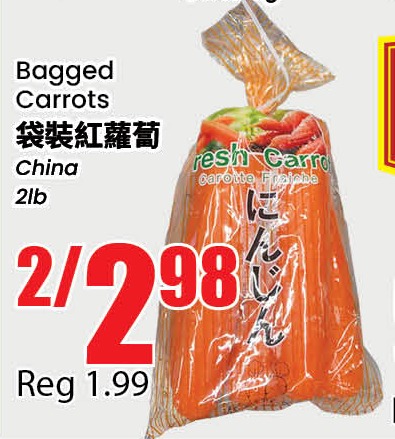 Bagged
Carrots
袋裝紅蘿蔔
China
2lb
2/298
Reg 1.99
resh Carro
Carotte Fraîche
にんじん